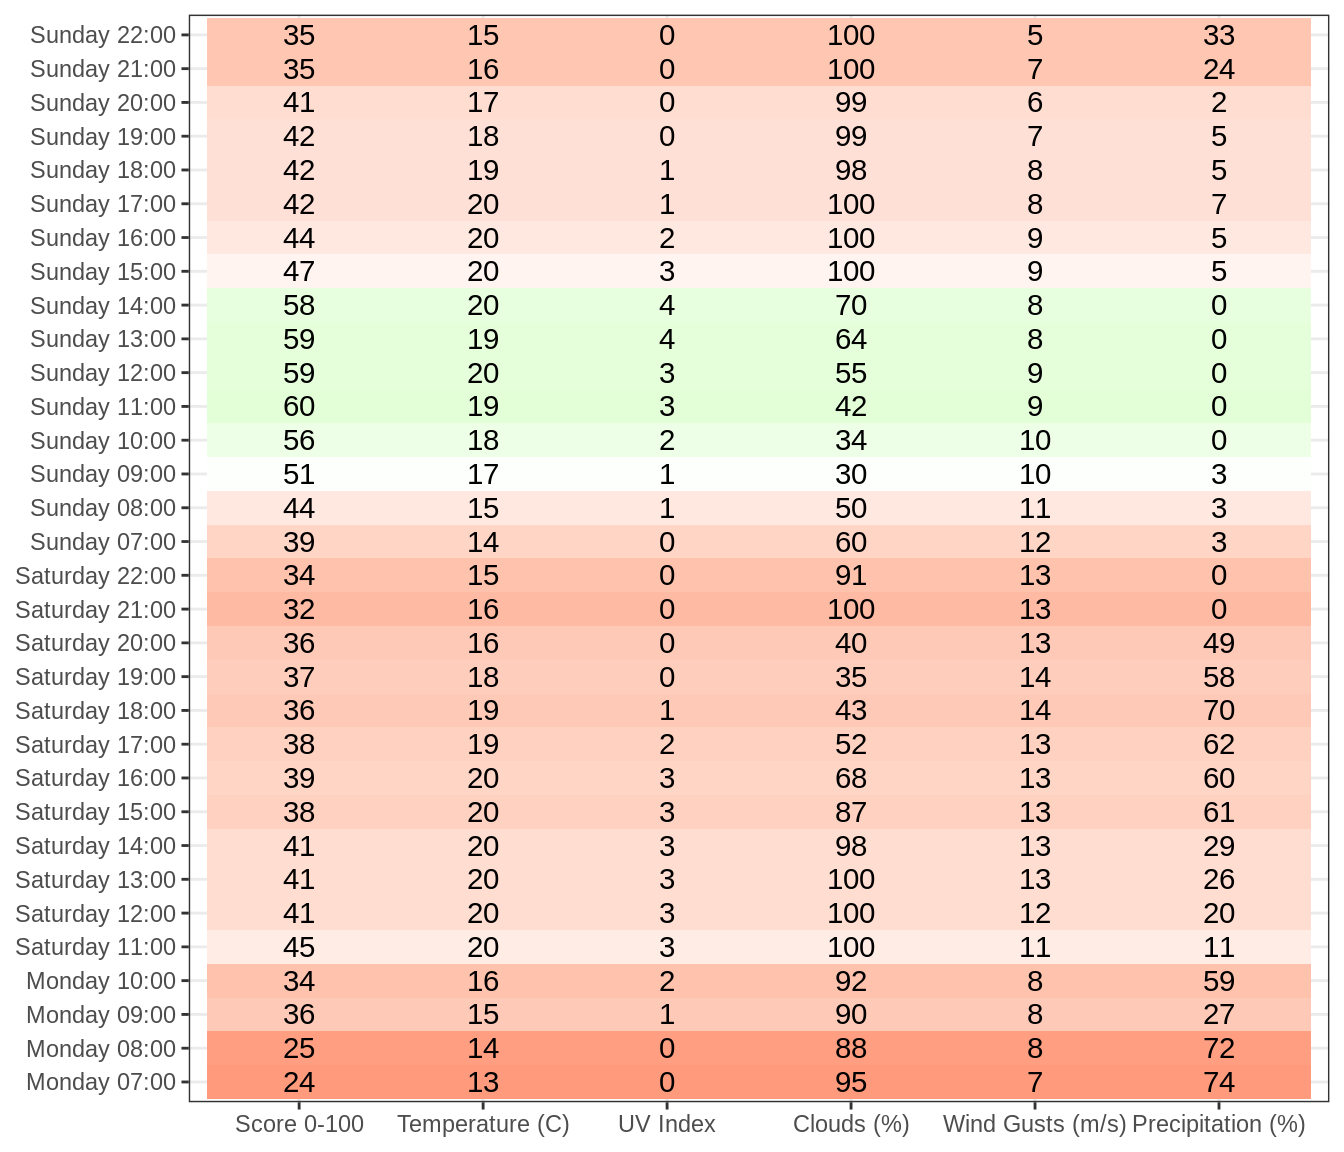 Sunday 22:00 35 15 0 100 5 33
Sunday 21:00 35 16 0 100 7 24
Sunday 20:00 41 17 0 99 6 2
Sunday 19:00 42 18 0 99 7 5
Sunday 18:00 42 19 1 98 8 5
Sunday 17:00 42 20 1 100 8 7
Sunday 16:00 44 20 2 100 9 5
Sunday 15:00 47 20 3 100 9 5
Sunday 14:00 58 20 4 70 8 0
Sunday 13:00 59 19 4 64 8 0
Sunday 12:00 59 20 3 55 9 0
Sunday 11:00 60 19 3 42 9 0
Sunday 10:00 56 18 2 34 10 0
Sunday 09:00 51 17 1 30 10 3
Sunday 08:00 44 15 1 50 11 3
Sunday 07:00 39 14 0 60 12 3
Saturday 22:00 34 15 0 91 13 0
Saturday 21:00 32 16 0 100 13 0
Saturday 20:00 36 16 0 40 13 49
Saturday 19:00 37 18 0 35 14 58
Saturday 18:00 36 19 1 43 14 70
Saturday 17:00 38 19 2 52 13 62
Saturday 16:00 39 20 3 68 13 60
Saturday 15:00 38 20 3 87 13 61
Saturday 14:00 41 20 3 98 13 29
Saturday 13:00 41 20 3 100 13 26
Saturday 12:00 41 20 3 100 12 20
Saturday 11:00 45 20 3 100 11 11
Monday 10:00 34 16 2 92 8 59
Monday 09:00 36 15 1 90 8 27
Monday 08:00 25 14 0 88 8 72
Monday 07:00 24 13 0 95 7 74
Score 0-100 Temperature (C) UV Index Clouds (%) Wind Gusts (m/s) Precipitation (%)